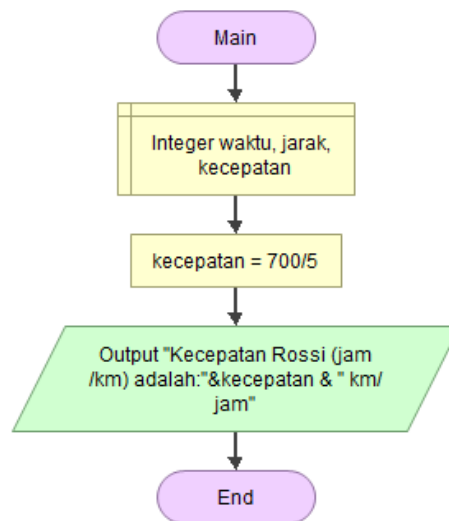 Main
Integer waktu, jarak,
kecepatan
kecepatan = 700/5
Output "Kecepatan Rossi (jam
/km) adalah:"&kecepatan & " km/
jam"
End